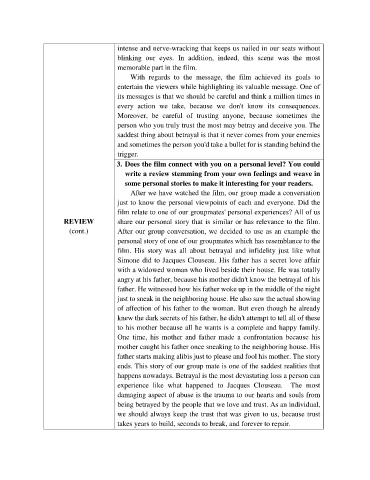 intense and nerve-wracking that keeps us nailed in our seats without
blinking our eyes. In addition, indeed, this scene was the most
memorable part in the film.
With regards to the message, the film achieved its goals to
entertain the viewers while highlighting its valuable message. One of
its messages is that we should be careful and think a million times in
every action we take, because we don't know its consequences.
Moreover, be careful of trusting anyone, because sometimes the
person who you truly trust the most may betray and deceive you. The
saddest thing about betrayal is that it never comes from your enemies
and sometimes the person you'd take a bullet for is standing behind the
trigger.
3. Does the film connect with you on a personal level? You could
write a review stemming from your own feelings and weave in
some personal stories to make it interesting for your readers.
After we have watched the film, our group made a conversation
just to know the personal viewpoints of each and everyone. Did the
film relate to one of our groupmates' personal experiences? All of us
REVIEW
(cont.)
share our personal story that is similar or has relevance to the film.
After our group conversation, we decided to use as an example the
personal story of one of our groupmates which has resemblance to the
film. His story was all about betrayal and infidelity just like what
Simone did to Jacques Clouseau. His father has a secret love affair
with a widowed woman who lived beside their house. He was totally
angry at his father, because his mother didn't know the betrayal of his
father. He witnessed how his father woke up in the middle of the night
just to sneak in the neighboring house. He also saw the actual showing
of affection of his father to the woman. But even though he already
knew the dark secrets of his father, he didn't attempt to tell all of these
to his mother because all he wants is a complete and happy family.
One time, his mother and father made a confrontation because his
mother caught his father once sneaking to the neighboring house. His
father starts making alibis just to please and fool his mother. The story
ends. This story of our group mate is one of the saddest realities that
happens nowadays. Betrayal is the most devastating loss a person can
experience like what happened to Jacques Clouseau. The most
damaging aspect of abuse is the trauma to our hearts and souls from
being betrayed by the people that we love and trust. As an individual,
we should always keep the trust that was given to us, because trust
takes years to build, seconds to break, and forever to repair.